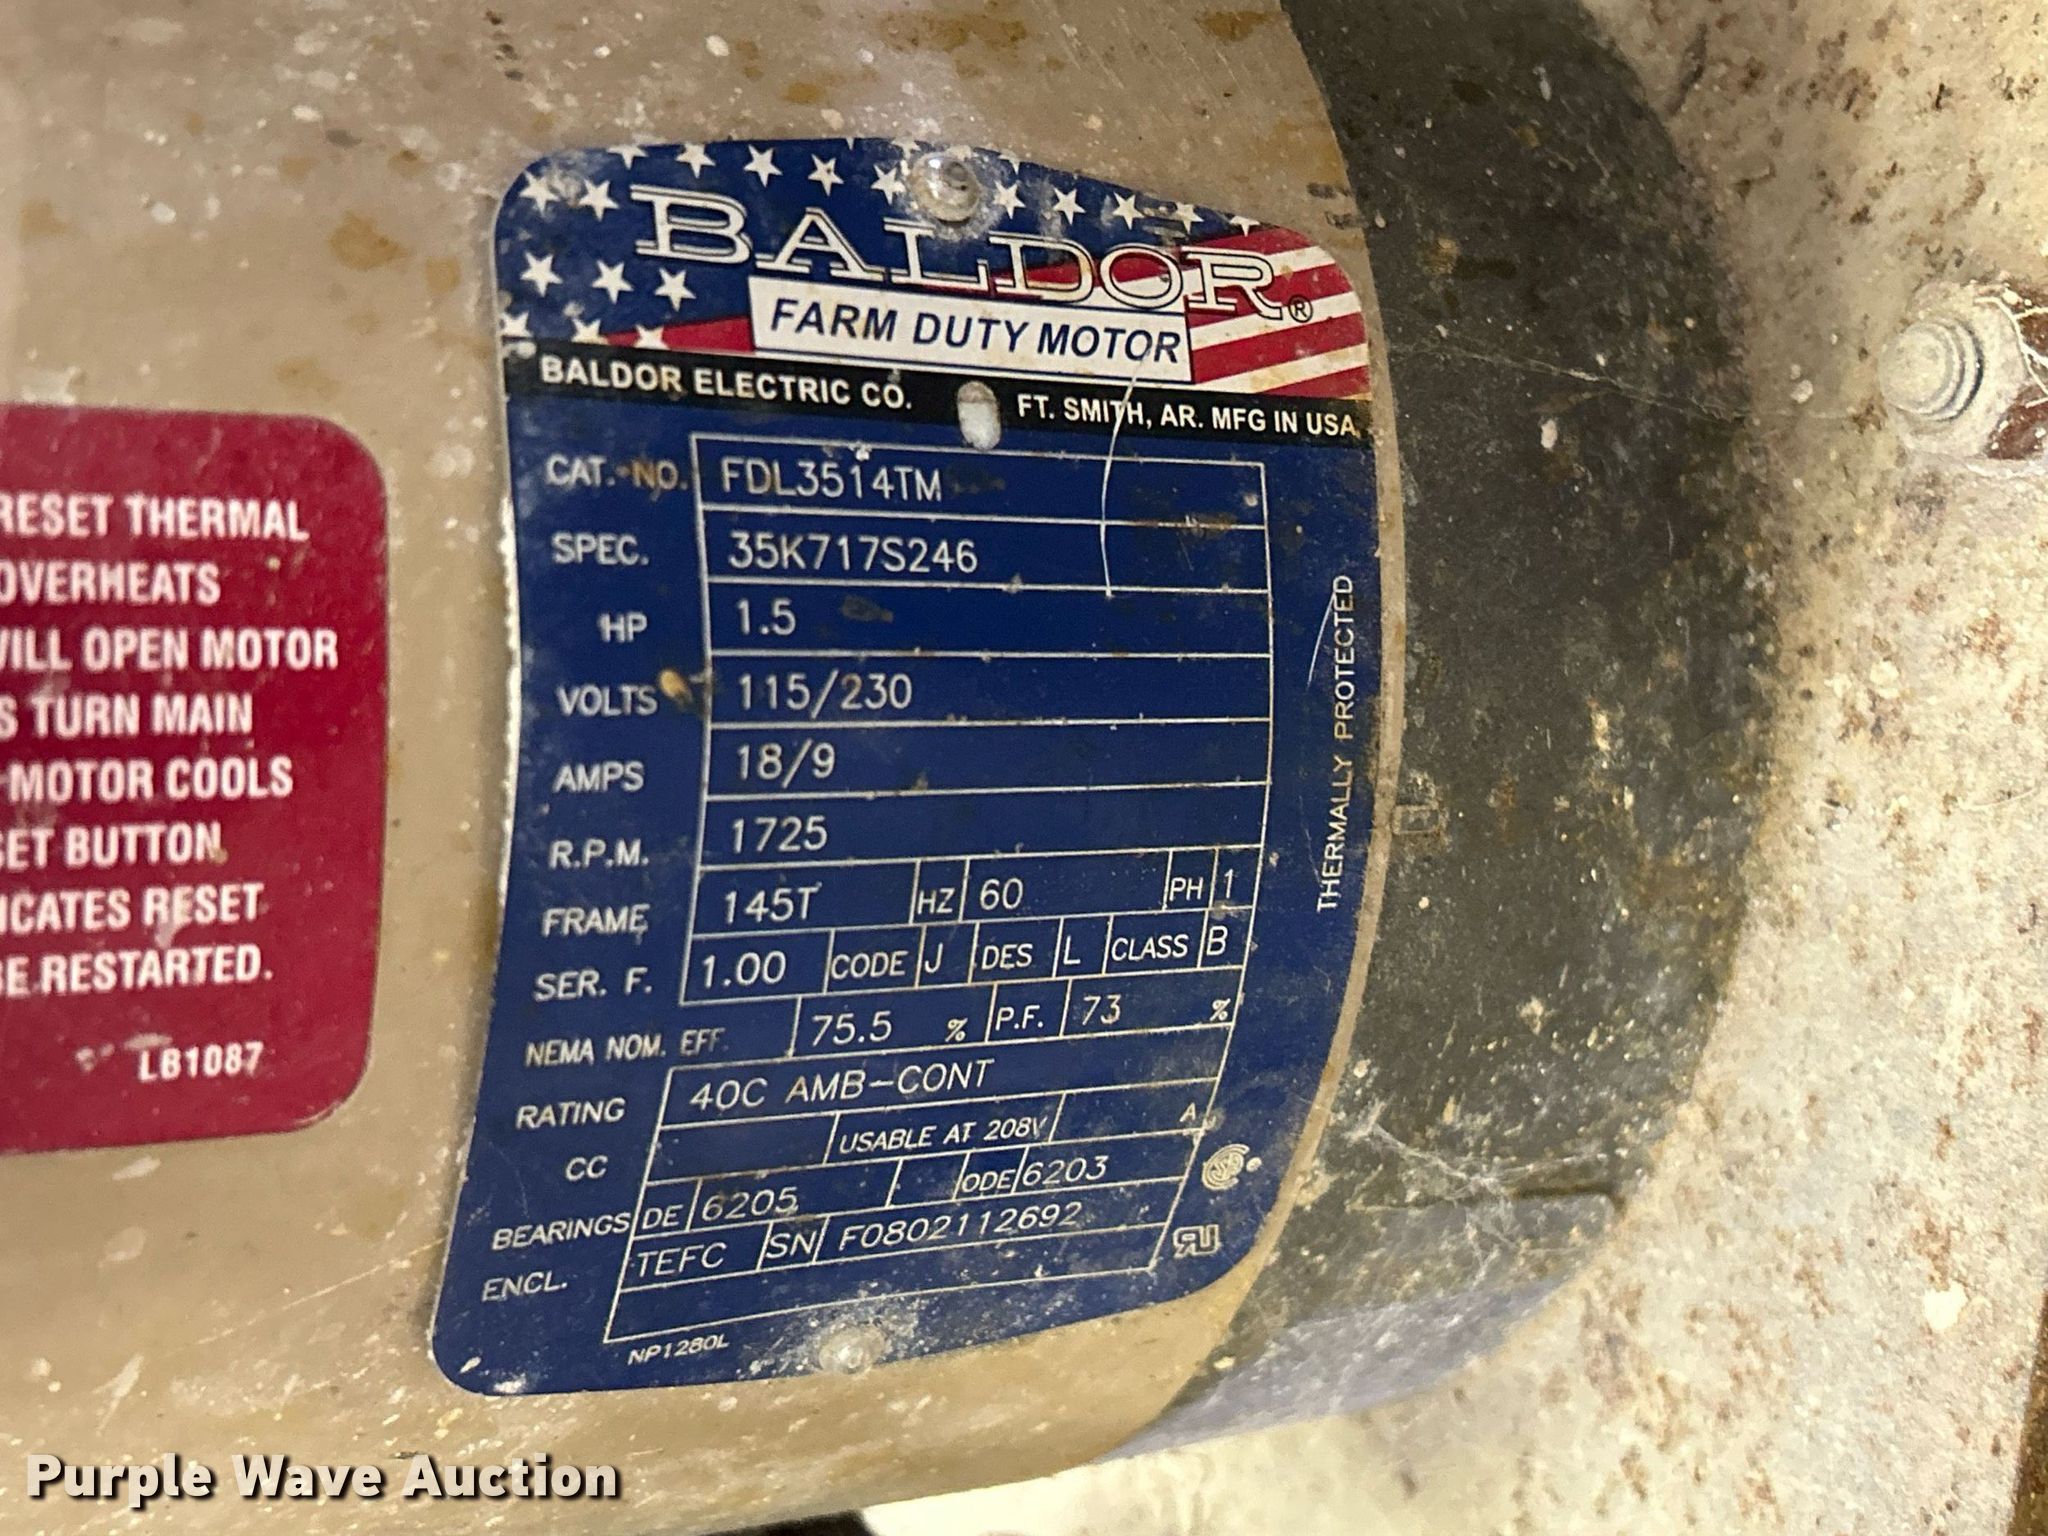 BALDOR®
FARM DUTY MOTOR
BALDOR ELECTRIC CO. FT. SMITH, AR. MFG IN USA
CAT. NO. FDL3514TM
SPEC. 35K717S246
HP 1.5
VOLTS 115/230
AMPS 18/9
R.P.M. 1725
FRAME 145T HZ 60 PH 1
SER. F. 1.00 CODE J DES L CLASS B
NEMA NOM. EFF. 75.5 % P.F. 73 %
RATING 40C AMB-CONT
CC USABLE AT 208V A
BEARINGS DE 6205 ODE 6203
ENCL. TEFC SN F0802112692
NP1280L
THERMALLY PROTECTED
RESET THERMAL
OVERHEATS
WILL OPEN MOTOR
S TURN MAIN
MOTOR COOLS
SET BUTTON
ICATES RESET
BE RESTARTED.
LB1087
Purple Wave Auction